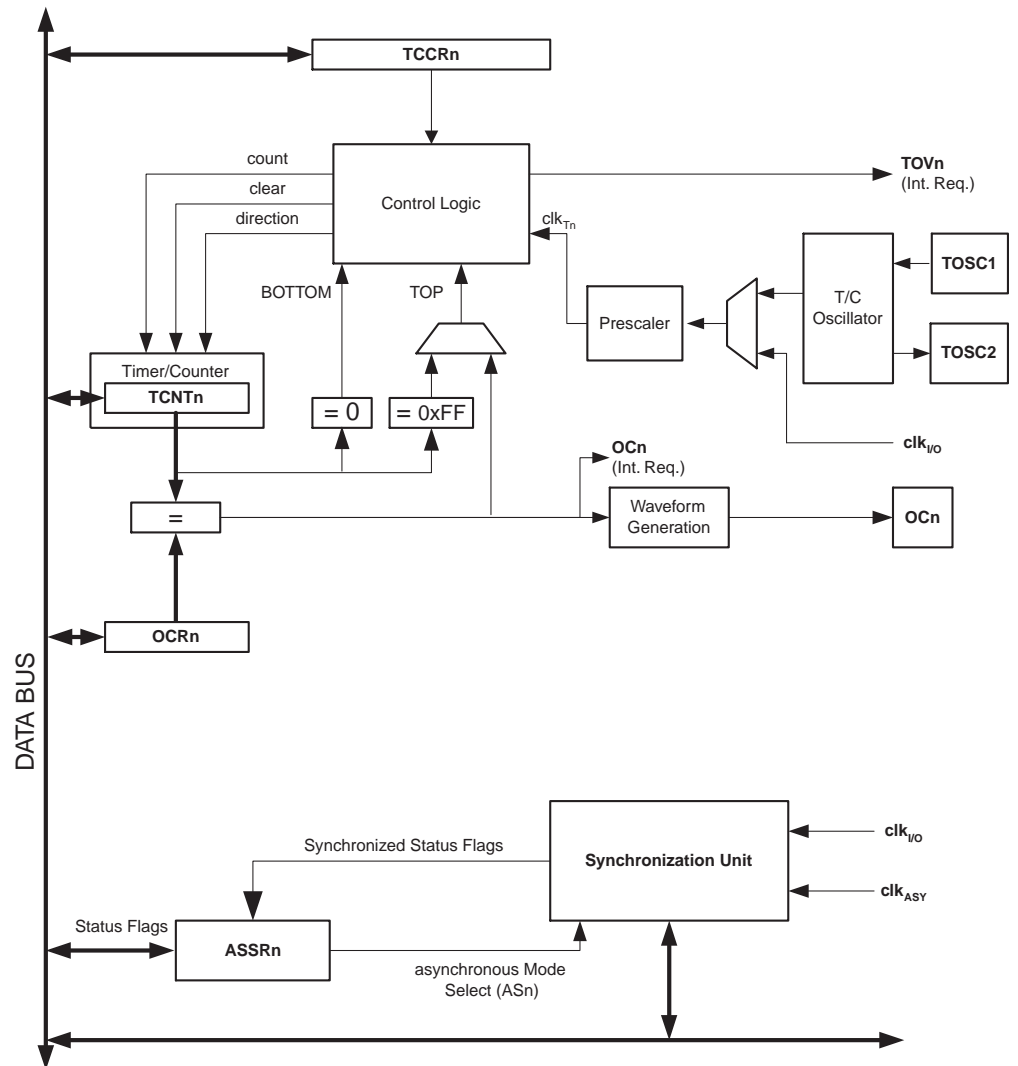 TCCRn
count
clear
direction
Control Logic
TOVn
(Int. Req.)
clkTn
BOTTOM
TOP
Prescaler
T/C
Oscillator
TOSC1
TOSC2
Timer/Counter
TCNTn
= 0
= 0xFF
clkI/O
OCn
(Int. Req.)
=
Waveform
Generation
OCn
OCRn
DATA BUS
Synchronized Status Flags
Synchronization Unit
clkI/O
clkASY
Status Flags
ASSRn
asynchronous Mode
Select (ASn)